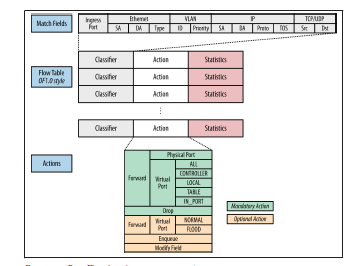 Match Fields
Ingress Port
Ethernet
VLAN
IP
TCP/UDP
SA DA Type ID Priority SA DA Proto TOS Src Dst
Flow Table
OF1.0 style
Classifier Action Statistics
Classifier Action Statistics
Classifier Action Statistics
⋮
Classifier Action Statistics
Actions
Forward
Physical Port
Virtual Port
ALL
CONTROLLER
LOCAL
TABLE
IN_PORT
Drop
Forward
Virtual Port
NORMAL
FLOOD
Enqueue
Modify Field
Mandatory Action
Optional Action